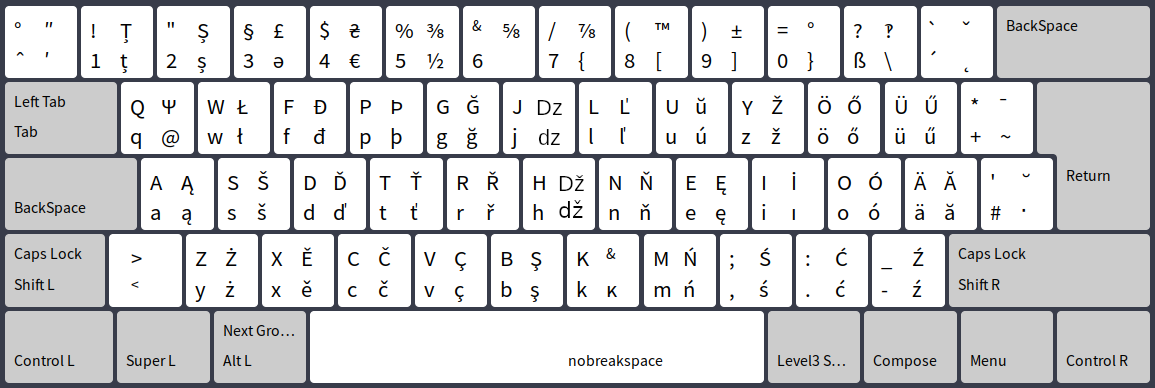 ° ″ ! Ț " Ș § £ $ ₴ % ⅜ & ⅝ / ⅞ ( ™ ) ± = ° ? ‽ ` ˇ BackSpace
ˆ ′ 1 ț 2 ș 3 ə 4 € 5 ½ 6 7 { 8 [ 9 ] 0 } ß \ ´ ˛
Left Tab Q Ψ W Ł F Đ P Þ G Ğ J Dz L Ľ U ŭ Y Ž Ö Ő Ü Ű * ¯
Tab q @ w ł f đ p þ g ğ j dz l ľ u ú z ž ö ő ü ű + ~
A Ą S Š D Ď T Ť R Ř H Dž N Ň E Ę I İ O Ó Ä Ă ' ˘ Return
BackSpace a ą s š d ď t ť r ř h dž n ň e ę i ı o ó ä ă # ·
Caps Lock > Z Ż X Ě C Č V Ç B Ş K & M Ń ; Ś : Ć _ Ź Caps Lock
Shift L < y ż x ě c č v ç b ş k ĸ m ń , ś . ć - ź Shift R
Next Gro…
Control L Super L Alt L nobreakspace Level3 S… Compose Menu Control R